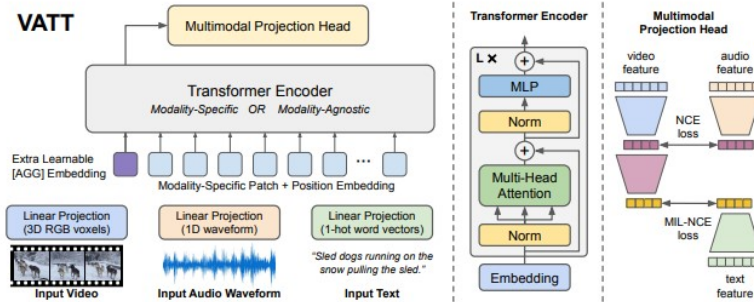 VATT
Multimodal Projection Head
Transformer Encoder
Modality-Specific OR Modality-Agnostic
Extra Learnable
[AGG] Embedding
...
Modality-Specific Patch + Position Embedding
Linear Projection
(3D RGB voxels)
Linear Projection
(1D waveform)
Linear Projection
(1-hot word vectors)
"Sled dogs running on the
snow pulling the sled."
Input Video
Input Audio Waveform
Input Text
Transformer Encoder
L ×
+
MLP
Norm
+
Multi-Head
Attention
Norm
Embedding
Multimodal
Projection Head
video
feature
audio
feature
NCE
loss
MIL-NCE
loss
text
feature